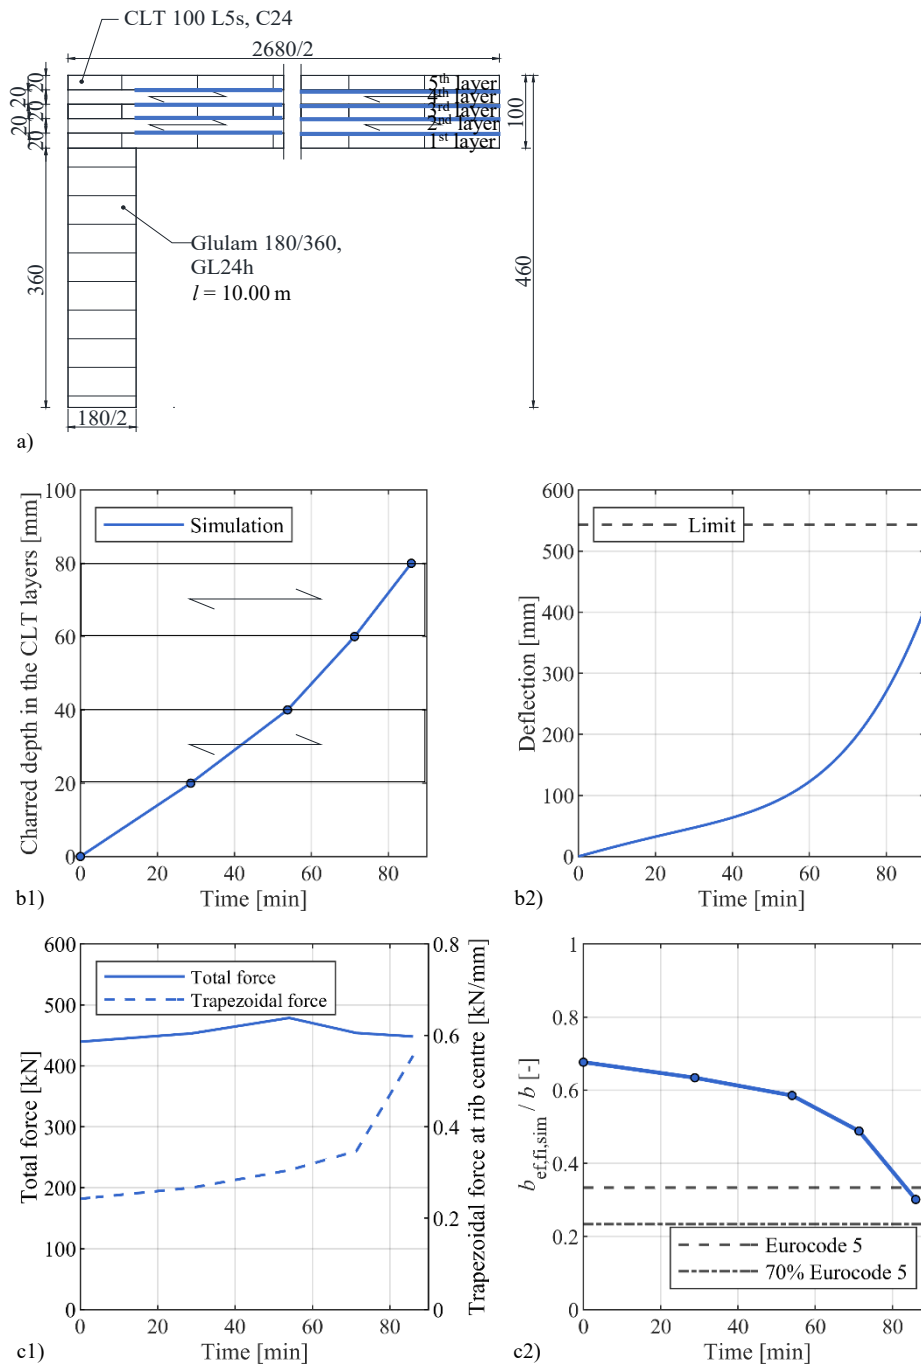 CLT 100 L5s, C24
2680/2
20
20
20
20
20
5th layer
4th layer
3rd layer
2nd layer
1st layer
100
360
460
Glulam 180/360,
GL24h
l = 10.00 m
180/2
a)
Charred depth in the CLT layers [mm]
100
80
60
40
20
0
Simulation
0 20 40 60 80
Time [min]
b1)
Deflection [mm]
600
500
400
300
200
100
0
Limit
0 20 40 60 80
Time [min]
b2)
Total force [kN]
600
500
400
300
200
100
0
Total force
Trapezoidal force
0.8
0.6
0.4
0.2
0
Trapezoidal force at rib centre [kN/mm]
0 20 40 60 80
Time [min]
c1)
b_ef,fi,sim / b [-]
1
0.8
0.6
0.4
0.2
0
Eurocode 5
70% Eurocode 5
0 20 40 60 80
Time [min]
c2)